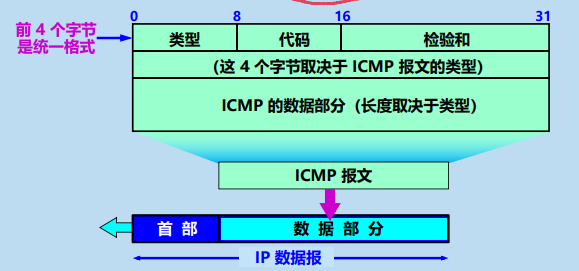 0 8 16 31
前 4 个字节
是统一格式
类型 代码 检验和
(这 4 个字节取决于 ICMP 报文的类型)
ICMP 的数据部分（长度取决于类型）
ICMP 报文
首 部 数 据 部 分
IP 数据报